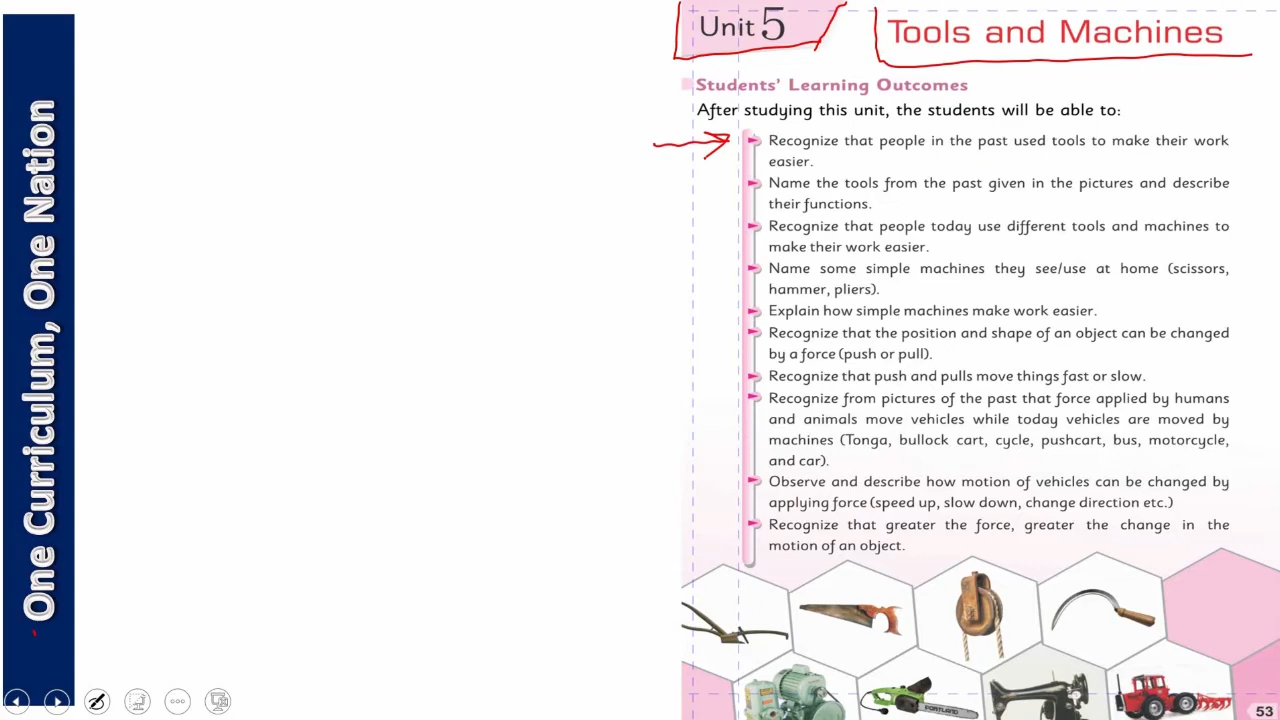 One Curriculum, One Nation
Unit 5
Tools and Machines
Students' Learning Outcomes
After studying this unit, the students will be able to:
Recognize that people in the past used tools to make their work
easier.
Name the tools from the past given in the pictures and describe
their functions.
Recognize that people today use different tools and machines to
make their work easier.
Name some simple machines they see/use at home (scissors,
hammer, pliers).
Explain how simple machines make work easier.
Recognize that the position and shape of an object can be changed
by a force (push or pull).
Recognize that push and pulls move things fast or slow.
Recognize from pictures of the past that force applied by humans
and animals move vehicles while today vehicles are moved by
machines (Tonga, bullock cart, cycle, pushcart, bus, motorcycle,
and car).
Observe and describe how motion of vehicles can be changed by
applying force (speed up, slow down, change direction etc.)
Recognize that greater the force, greater the change in the
motion of an object.
PORTLAND
53